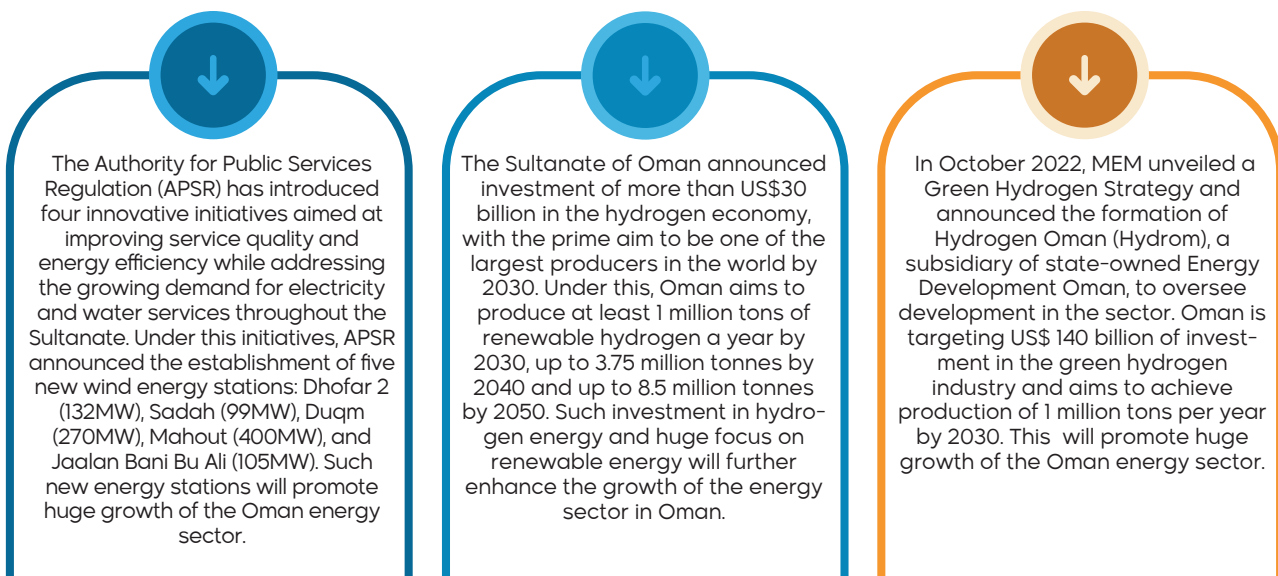 The Authority for Public Services
Regulation (APSR) has introduced
four innovative initiatives aimed at
improving service quality and
energy efficiency while addressing
the growing demand for electricity
and water services throughout the
Sultanate. Under this initiatives, APSR
announced the establishment of five
new wind energy stations: Dhofar 2
(132MW), Sadah (99MW), Duqm
(270MW), Mahout (400MW), and
Jaalan Bani Bu Ali (105MW). Such
new energy stations will promote
huge growth of the Oman energy
sector.
The Sultanate of Oman announced
investment of more than US$30
billion in the hydrogen economy,
with the prime aim to be one of the
largest producers in the world by
2030. Under this, Oman aims to
produce at least 1 million tons of
renewable hydrogen a year by
2030, up to 3.75 million tonnes by
2040 and up to 8.5 million tonnes
by 2050. Such investment in hydro-
gen energy and huge focus on
renewable energy will further
enhance the growth of the energy
sector in Oman.
In October 2022, MEM unveiled a
Green Hydrogen Strategy and
announced the formation of
Hydrogen Oman (Hydrom), a
subsidiary of state-owned Energy
Development Oman, to oversee
development in the sector. Oman is
targeting US$ 140 billion of invest-
ment in the green hydrogen
industry and aims to achieve
production of 1 million tons per year
by 2030. This will promote huge
growth of the Oman energy sector.